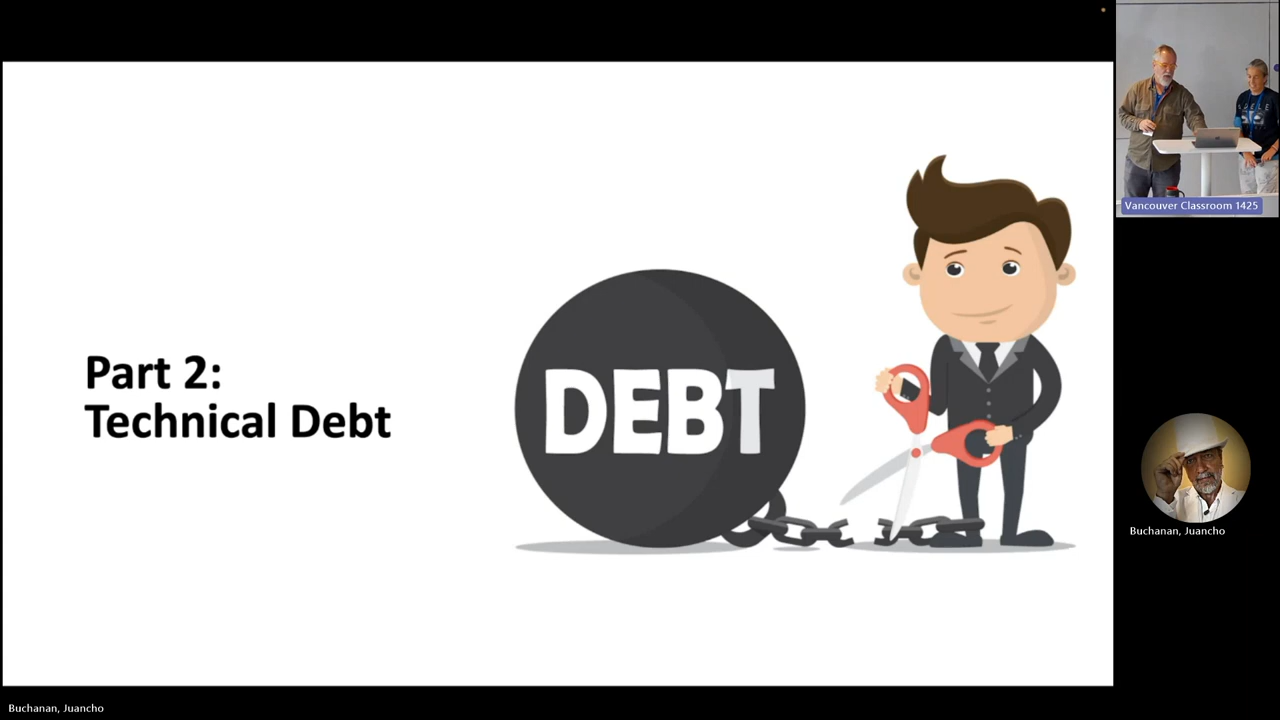 Part 2:
Technical Debt
DEBT
Vancouver Classroom 1425
Buchanan, Juancho
Buchanan, Juancho